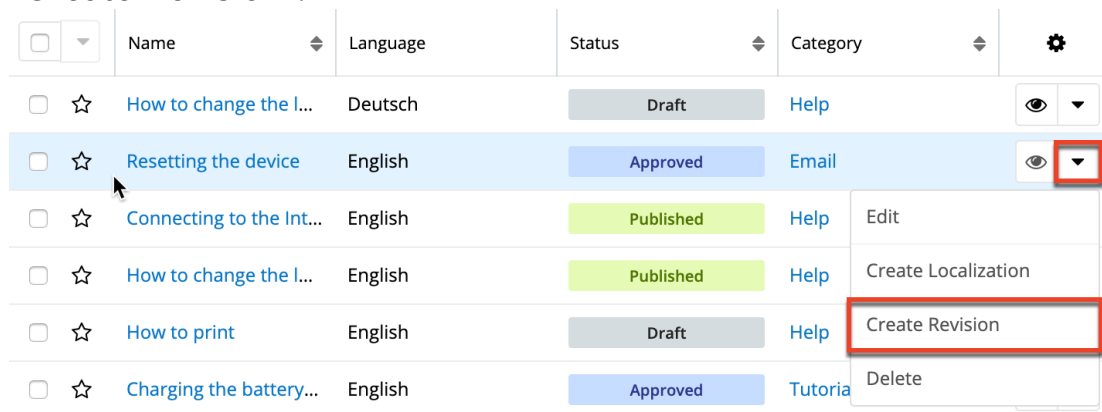 Name Language Status Category
How to change the l... Deutsch Draft Help
Resetting the device English Approved Email
Connecting to the Int... English Published Help
Edit
How to change the l... English Published Help
Create Localization
How to print English Draft Help
Create Revision
Charging the battery... English Approved Tutoria
Delete